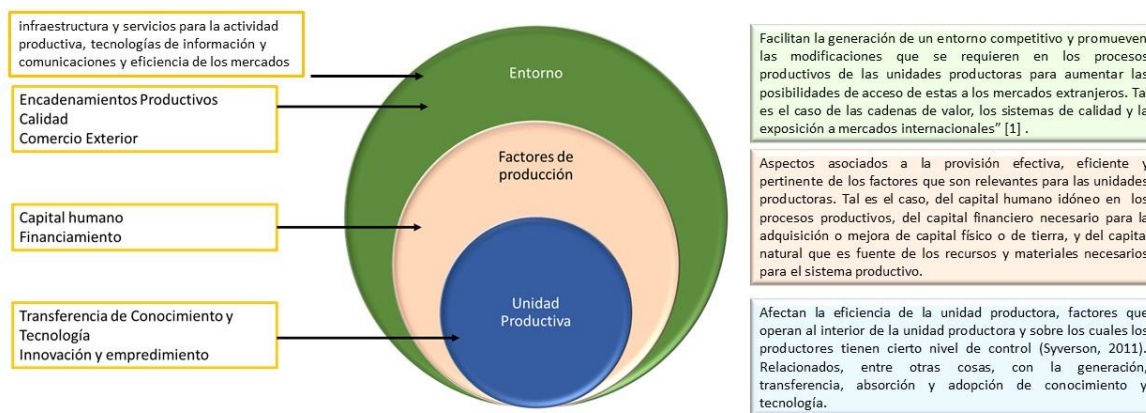 infraestructura y servicios para la actividad
productiva, tecnologías de información y
comunicaciones y eficiencia de los mercados
Encadenamientos Productivos
Calidad
Comercio Exterior
Capital humano
Financiamiento
Transferencia de Conocimiento y
Tecnología
Innovación y empredimiento
Entorno
Factores de
producción
Unidad
Productiva
Facilitan la generación de un entorno competitivo y promueven
las modificaciones que se requieren en los procesos
productivos de las unidades productoras para aumentar las
posibilidades de acceso de estas a los mercados extranjeros. Ta
es el caso de las cadenas de valor, los sistemas de calidad y la
exposición a mercados internacionales” [1] .
Aspectos asociados a la provisión efectiva, eficiente y
pertinente de los factores que son relevantes para las unidades
productoras. Tal es el caso, del capital humano idóneo en los
procesos productivos, del capital financiero necesario para la
adquisición o mejora de capital físico o de tierra, y del capita
natural que es fuente de los recursos y materiales necesarios
para el sistema productivo.
Afectan la eficiencia de la unidad productora, factores que
operan al interior de la unidad productora y sobre los cuales los
productores tienen cierto nivel de control (Syverson, 2011).
Relacionados, entre otras cosas, con la generación,
transferencia, absorción y adopción de conocimiento y
tecnología.